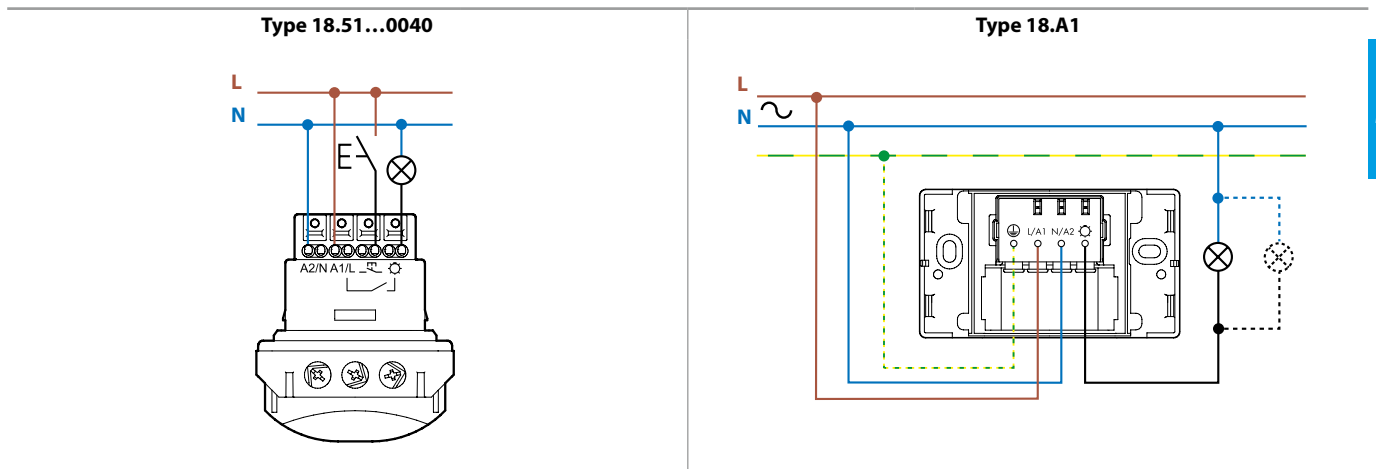 Type 18.51…0040
L
N
A2/N A1/L
Type 18.A1
L
N
L/A1 N/A2